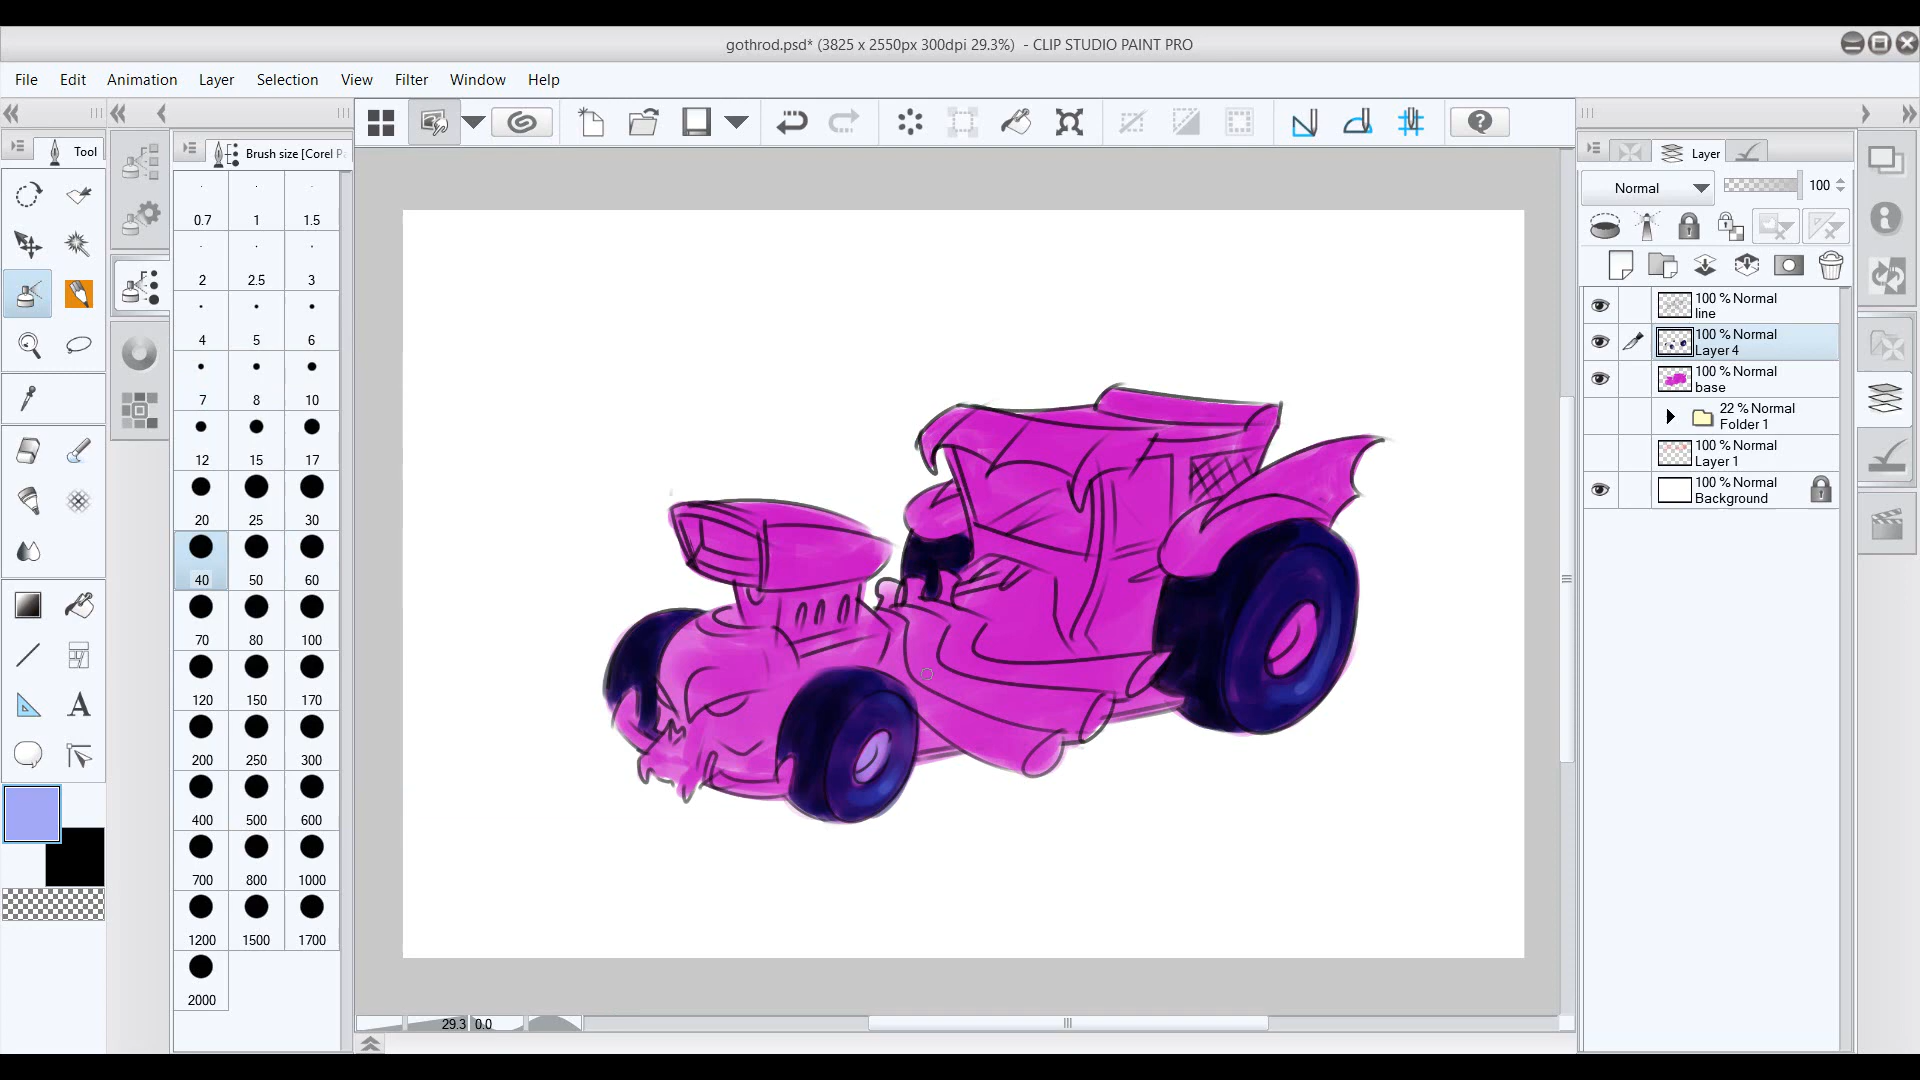 gothrod.psd* (3825 x 2550px 300dpi 29.3%) - CLIP STUDIO PAINT PRO
File Edit Animation Layer Selection View Filter Window Help
Tool
Brush size [Corel Pa
Layer
Normal 100
0.7 1 1.5
2 2.5 3
4 5 6
7 8 10
12 15 17
20 25 30
40 50 60
70 80 100
120 150 170
200 250 300
400 500 600
700 800 1000
1200 1500 1700
2000
100 % Normal
line
100 % Normal
Layer 4
100 % Normal
base
22 % Normal
Folder 1
100 % Normal
Layer 1
100 % Normal
Background
A
29.3 0.0